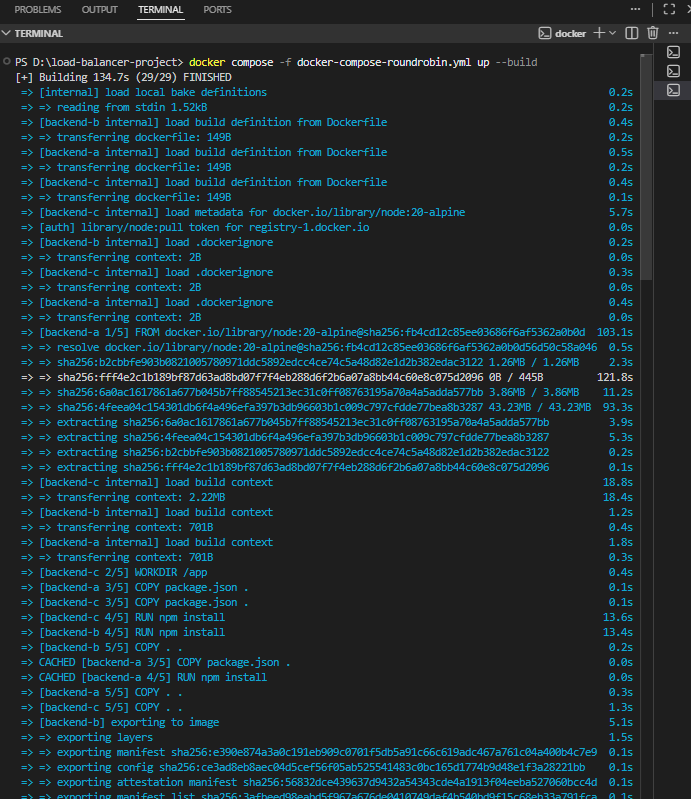 PROBLEMS OUTPUT TERMINAL PORTS
TERMINAL docker
PS D:\load-balancer-project> docker compose -f docker-compose-roundrobin.yml up --build
[+] Building 134.7s (29/29) FINISHED
=> [internal] load local bake definitions 0.2s
=> => reading from stdin 1.52kB 0.2s
=> [backend-b internal] load build definition from Dockerfile 0.4s
=> => transferring dockerfile: 149B 0.2s
=> [backend-a internal] load build definition from Dockerfile 0.5s
=> => transferring dockerfile: 149B 0.2s
=> [backend-c internal] load build definition from Dockerfile 0.4s
=> => transferring dockerfile: 149B 0.1s
=> [backend-c internal] load metadata for docker.io/library/node:20-alpine 5.7s
=> [auth] library/node:pull token for registry-1.docker.io 0.0s
=> [backend-b internal] load .dockerignore 0.2s
=> => transferring context: 2B 0.0s
=> [backend-c internal] load .dockerignore 0.3s
=> => transferring context: 2B 0.0s
=> [backend-a internal] load .dockerignore 0.4s
=> => transferring context: 2B 0.0s
=> [backend-a 1/5] FROM docker.io/library/node:20-alpine@sha256:fb4cd12c85ee03686f6af5362a0b0d 103.1s
=> => resolve docker.io/library/node:20-alpine@sha256:fb4cd12c85ee03686f6af5362a0b0d56d50c58a046 0.5s
=> => sha256:b2cbbfe903b0821005780971ddc5892edcc4ce74c5a48d82e1d2b382edac3122 1.26MB / 1.26MB 2.3s
=> => sha256:fff4e2c1b189bf87d63ad8bd07f7f4eb288d6f2b6a07a8bb44c60e8c075d2096 0B / 445B 121.8s
=> => sha256:6a0ac1617861a677b045b7ff88545213ec31c0ff08763195a70a4a5adda577bb 3.86MB / 3.86MB 11.2s
=> => sha256:4feea04c154301db6f4a496efa397b3db96603b1c009c797cfdde77bea8b3287 43.23MB / 43.23MB 93.3s
=> => extracting sha256:6a0ac1617861a677b045b7ff88545213ec31c0ff08763195a70a4a5adda577bb 3.9s
=> => extracting sha256:4feea04c154301db6f4a496efa397b3db96603b1c009c797cfdde77bea8b3287 5.3s
=> => extracting sha256:b2cbbfe903b0821005780971ddc5892edcc4ce74c5a48d82e1d2b382edac3122 0.2s
=> => extracting sha256:fff4e2c1b189bf87d63ad8bd07f7f4eb288d6f2b6a07a8bb44c60e8c075d2096 0.1s
=> [backend-c internal] load build context 18.8s
=> => transferring context: 2.22MB 18.4s
=> [backend-b internal] load build context 1.2s
=> => transferring context: 701B 0.4s
=> [backend-a internal] load build context 1.8s
=> => transferring context: 701B 0.3s
=> [backend-c 2/5] WORKDIR /app 0.4s
=> [backend-a 3/5] COPY package.json . 0.1s
=> [backend-c 3/5] COPY package.json . 0.1s
=> [backend-c 4/5] RUN npm install 13.6s
=> [backend-b 4/5] RUN npm install 13.4s
=> [backend-b 5/5] COPY . . 0.2s
=> CACHED [backend-a 3/5] COPY package.json . 0.0s
=> CACHED [backend-a 4/5] RUN npm install 0.0s
=> [backend-a 5/5] COPY . . 0.3s
=> [backend-c 5/5] COPY . . 1.3s
=> [backend-b] exporting to image 5.1s
=> => exporting layers 1.5s
=> => exporting manifest sha256:e390e874a3a0c191eb909c0701f5db5a91c66c619adc467a761c04a400b4c7e9 0.1s
=> => exporting config sha256:ce3ad8eb8aec04d5cef56f05ab525541483c0bc165d1774b9d48e1f3a28221bb 0.1s
=> => exporting attestation manifest sha256:56832dce439637d9432a54343cde4a1913f04eeba527060bcc4d 0.1s
=> => exporting manifest list 0.1s